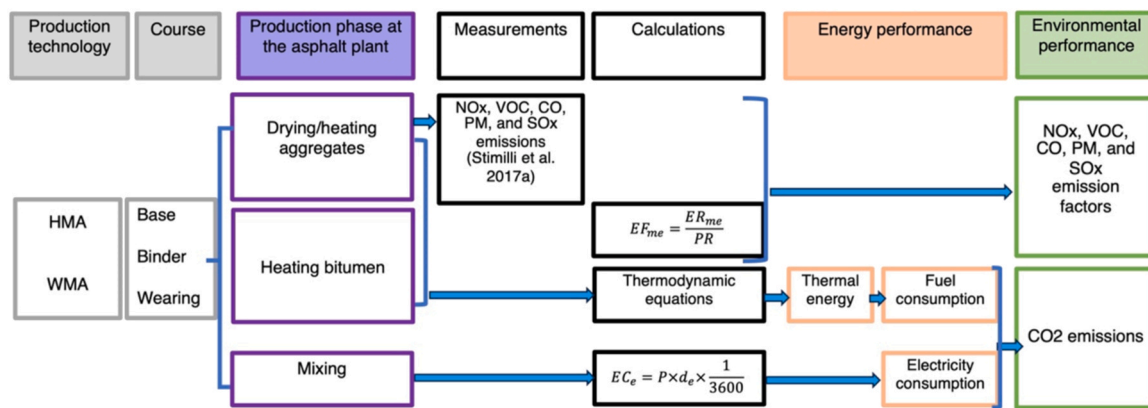 Production
technology
Course
Production phase at
the asphalt plant
Measurements
Calculations
Energy performance
Environmental
performance
HMA
WMA
Base
Binder
Wearing
Drying/heating
aggregates
Heating bitumen
Mixing
NOx, VOC, CO,
PM, and SOx
emissions
(Stimilli et al.
2017a)
EF_me = ER_me / PR
Thermodynamic
equations
EC_e = P×d_e× 1/3600
Thermal
energy
Fuel
consumption
Electricity
consumption
NOx, VOC,
CO, PM, and
SOx
emission
factors
CO2 emissions